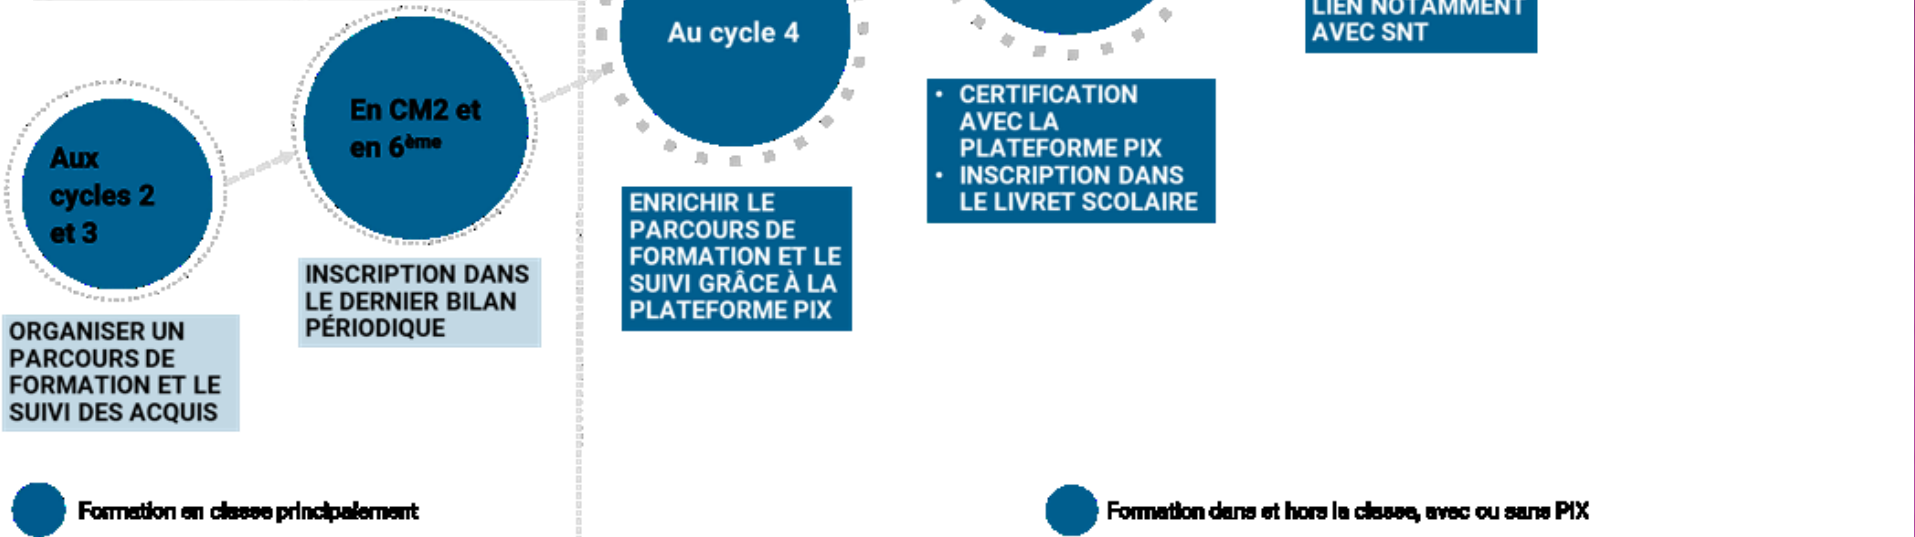 Aux
cycles 2
et 3
ORGANISER UN
PARCOURS DE
FORMATION ET LE
SUIVI DES ACQUIS
En CM2 et
en 6ème
INSCRIPTION DANS
LE DERNIER BILAN
PÉRIODIQUE
Au cycle 4
ENRICHIR LE
PARCOURS DE
FORMATION ET LE
SUIVI GRÂCE À LA
PLATEFORME PIX
• CERTIFICATION
AVEC LA
PLATEFORME PIX
• INSCRIPTION DANS
LE LIVRET SCOLAIRE
LIEN NOTAMMENT
AVEC SNT
Formation en classe principalement
Formation dans et hors la classe, avec ou sans PIX